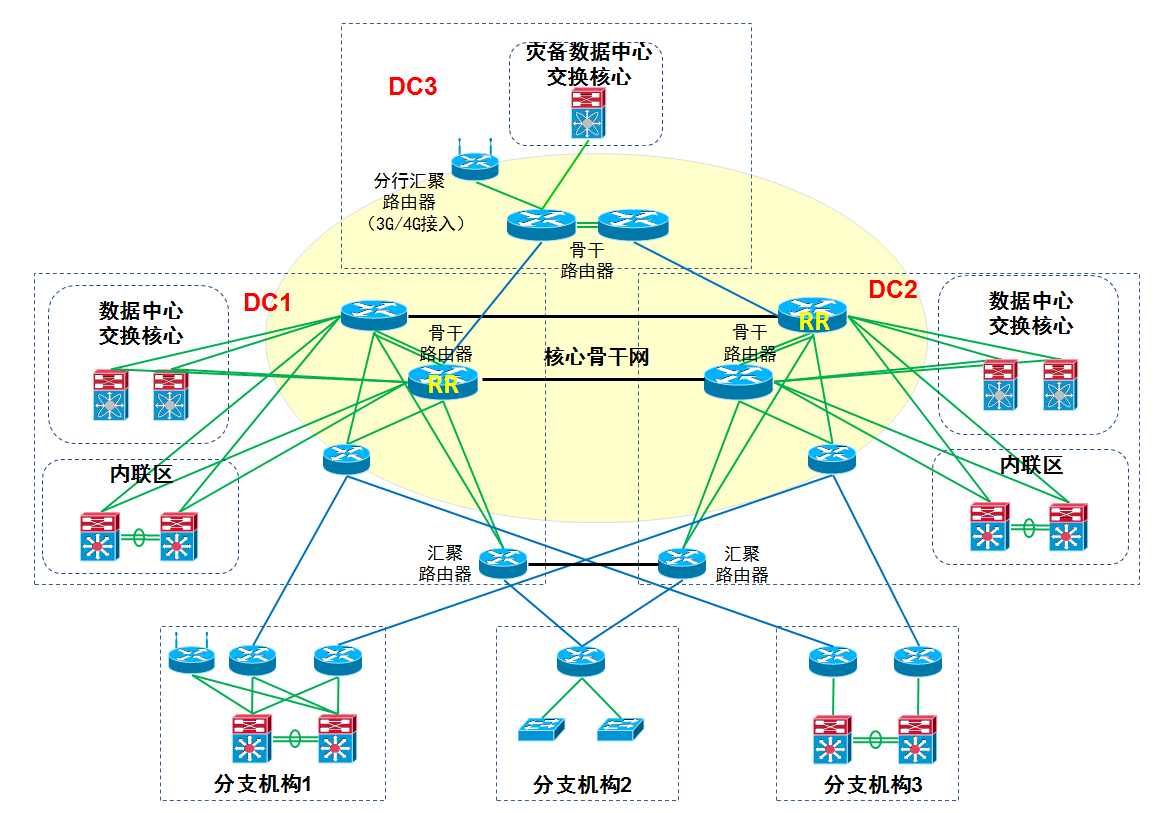 灾备数据中心
交换核心
DC3
分行汇聚
路由器
（3G/4G接入）
骨干
路由器
DC1
数据中心
交换核心
骨干
路由器
RR
核心骨干网
DC2
RR
骨干
路由器
数据中心
交换核心
内联区
内联区
汇聚
路由器
汇聚
路由器
分支机构1
分支机构2
分支机构3